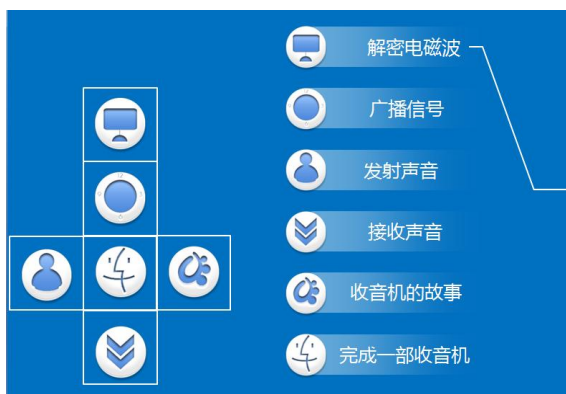 解密电磁波
广播信号
发射声音
接收声音
收音机的故事
完成一部收音机